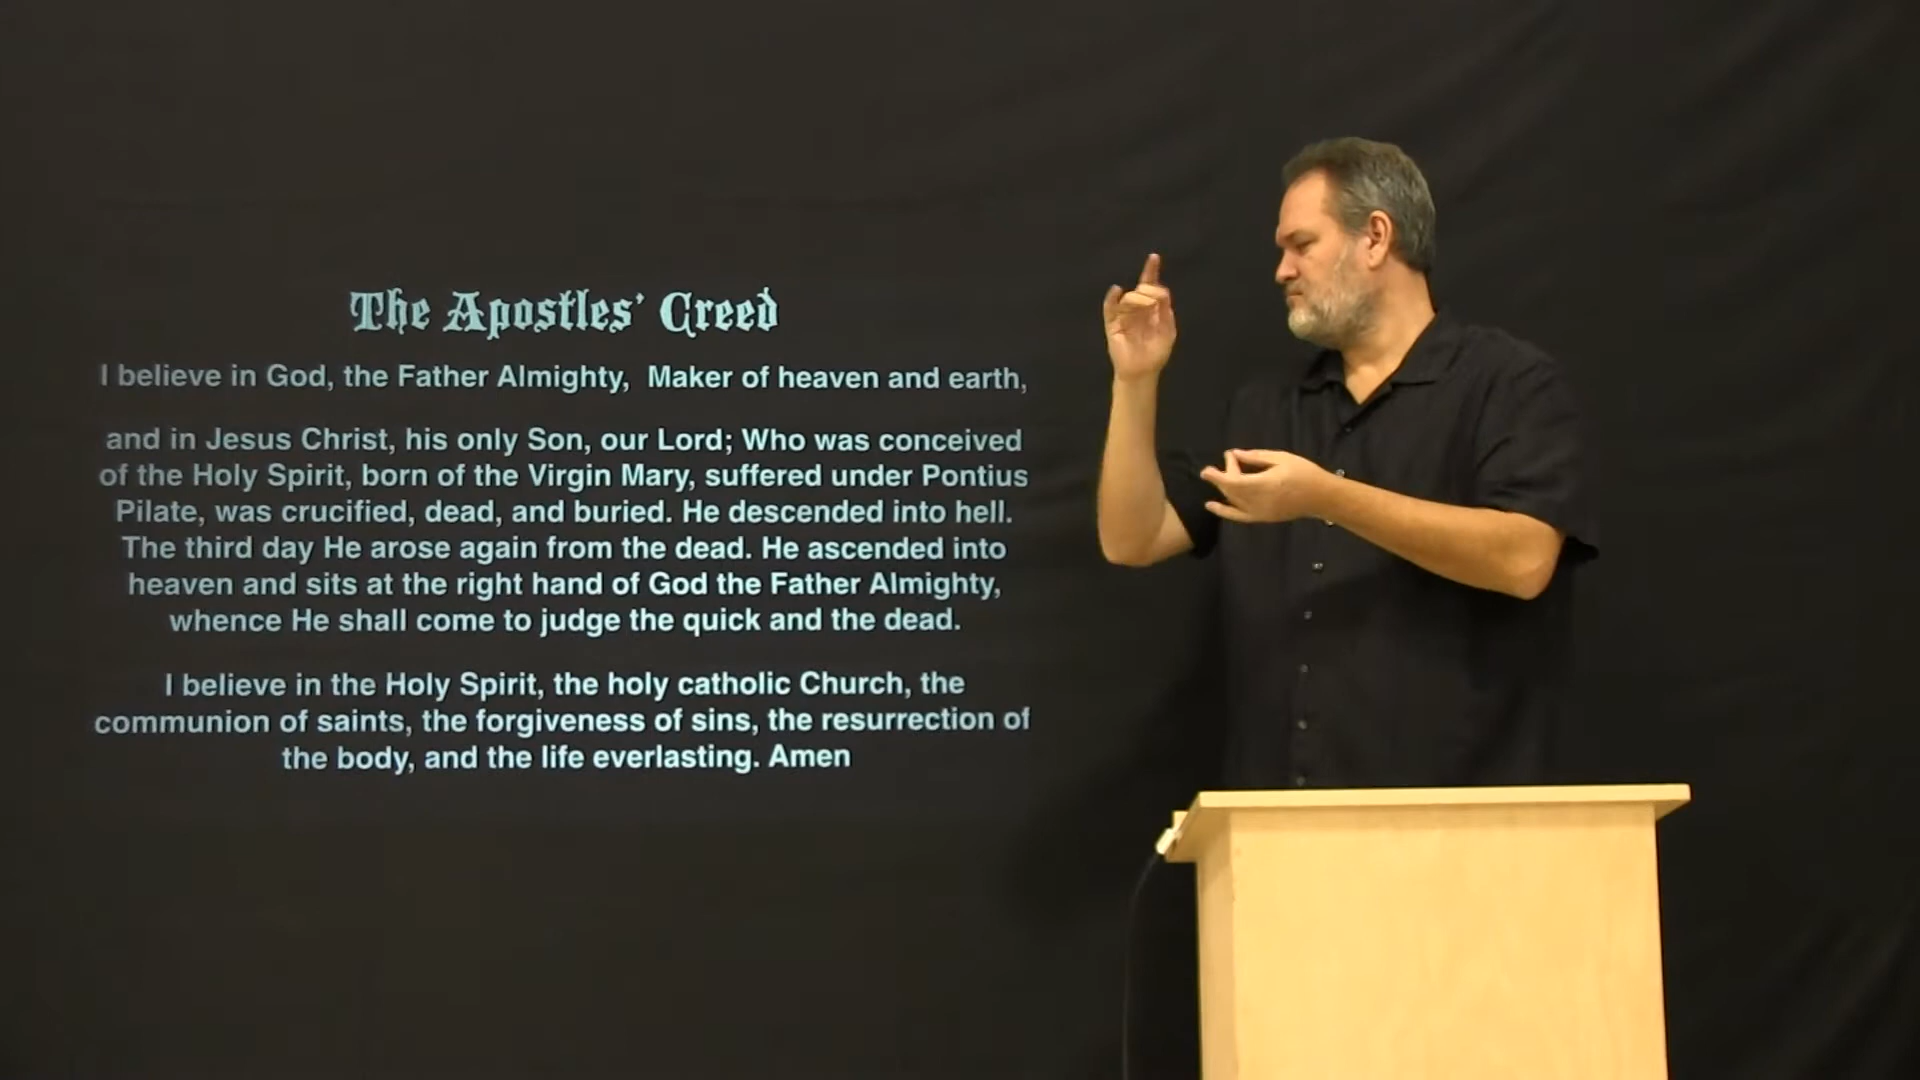 The Apostles' Creed
I believe in God, the Father Almighty, Maker of heaven and earth,
and in Jesus Christ, his only Son, our Lord; Who was conceived
of the Holy Spirit, born of the Virgin Mary, suffered under Pontius
Pilate, was crucified, dead, and buried. He descended into hell.
The third day He arose again from the dead. He ascended into
heaven and sits at the right hand of God the Father Almighty,
whence He shall come to judge the quick and the dead.
I believe in the Holy Spirit, the holy catholic Church, the
communion of saints, the forgiveness of sins, the resurrection of
the body, and the life everlasting. Amen